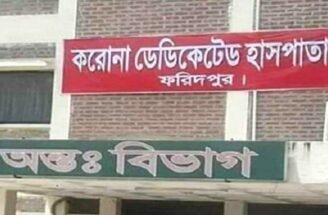 করোনা ডেডিকেটেড হাসপাতা
ফরিদপুর।
অন্তঃ বিভাগ